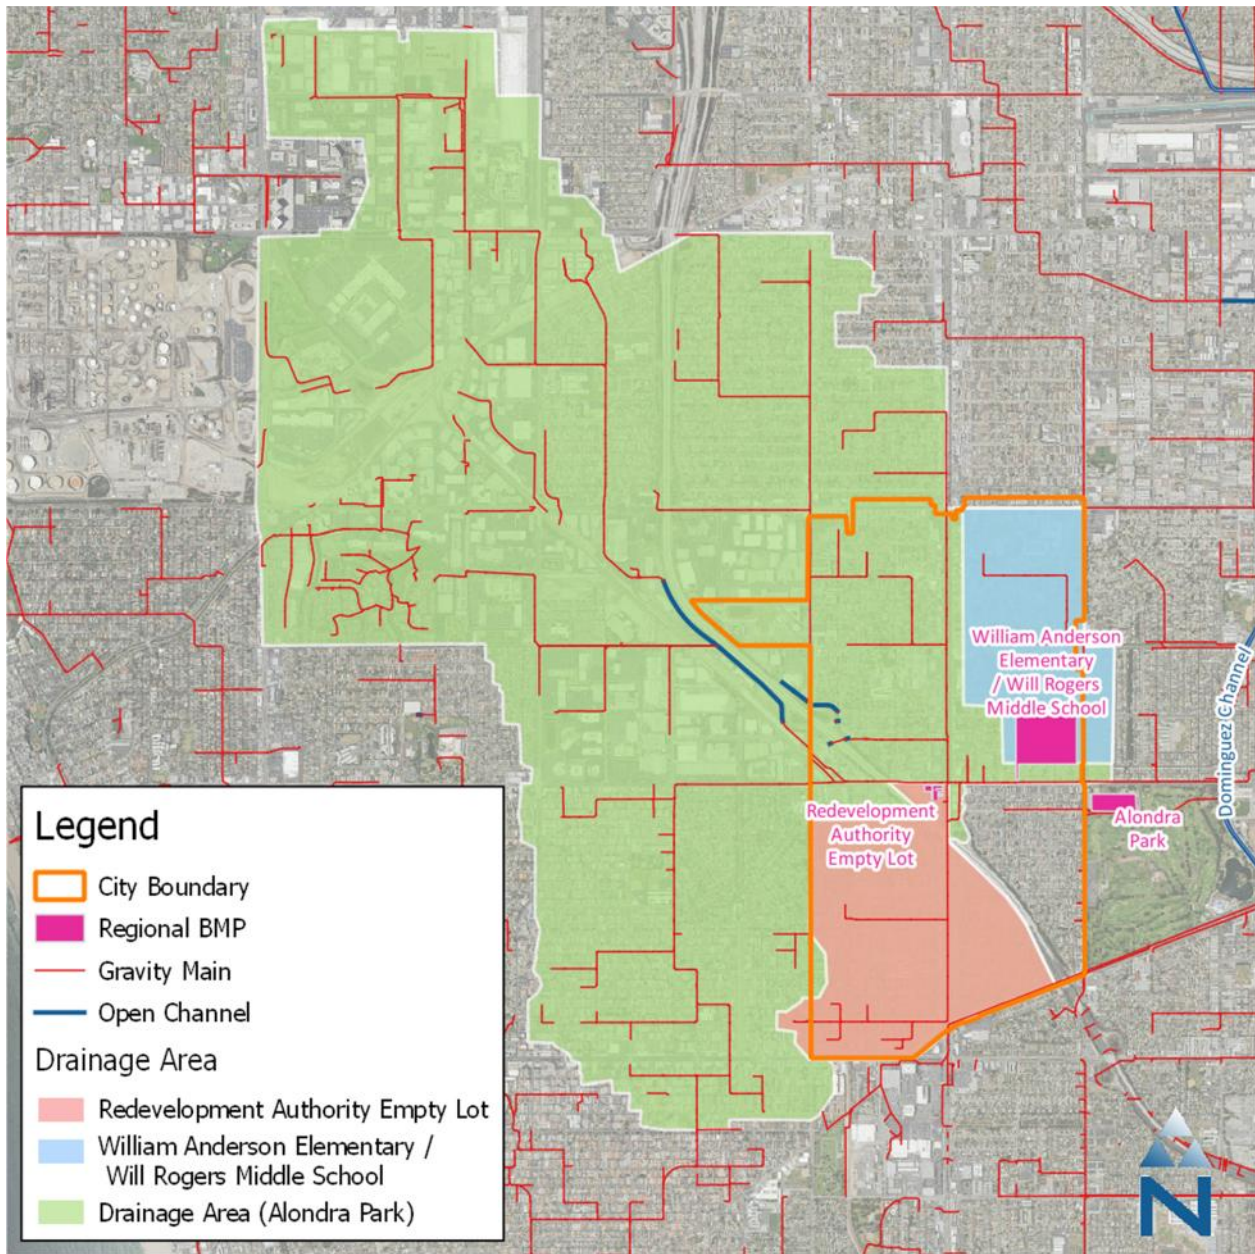 William Anderson
Elementary
/ Will Rogers
Middle School
Dominguez Channel
Redevelopment
Authority
Empty Lot
Alondra
Park
Legend
City Boundary
Regional BMP
Gravity Main
Open Channel
Drainage Area
Redevelopment Authority Empty Lot
William Anderson Elementary /
Will Rogers Middle School
Drainage Area (Alondra Park)
N